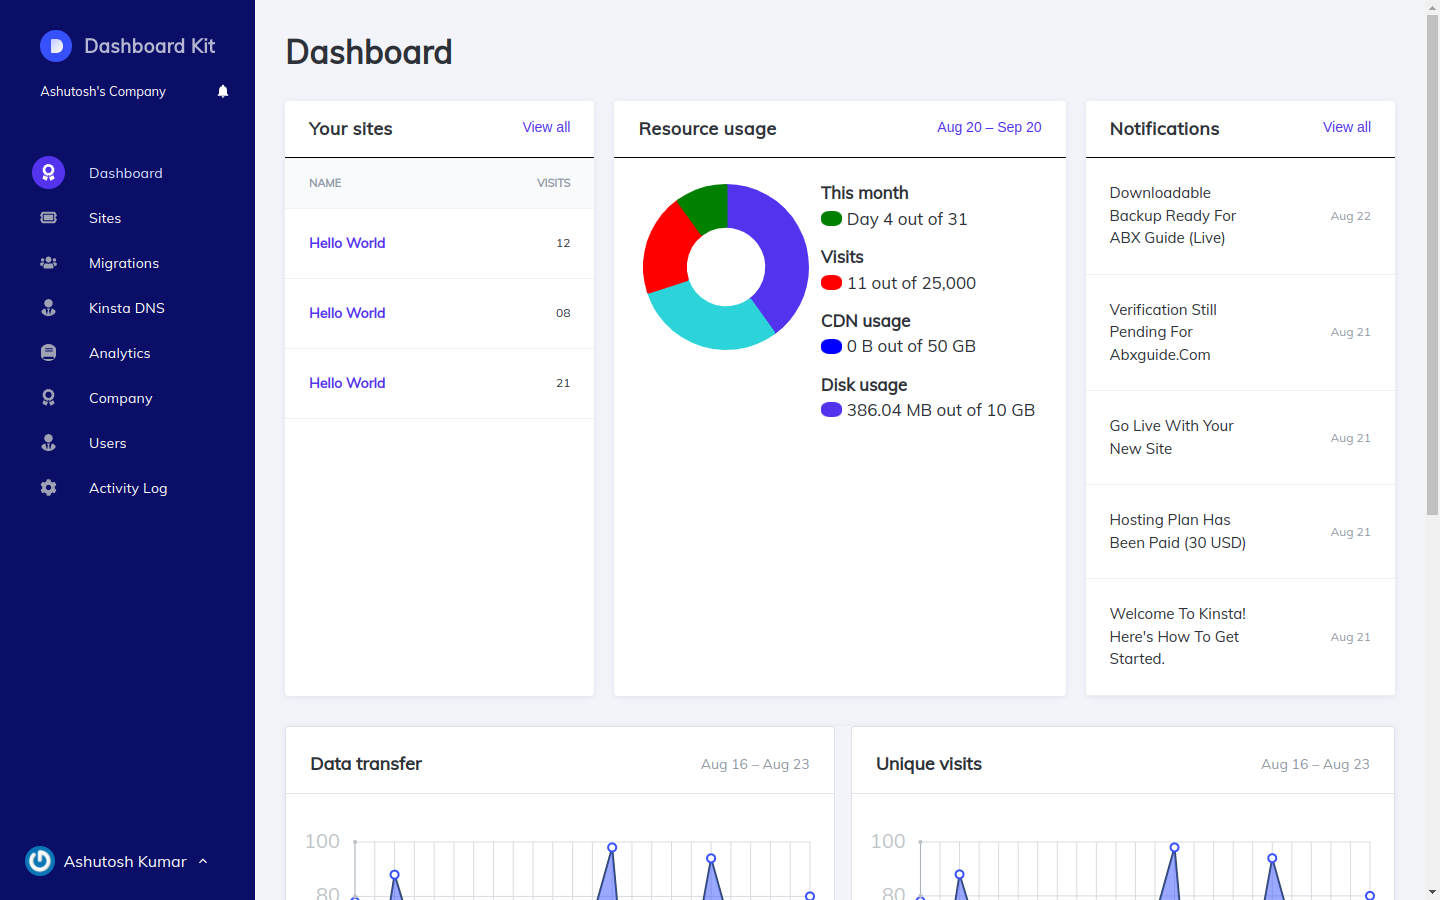 Dashboard Kit
Ashutosh's Company
Dashboard
Sites
Migrations
Kinsta DNS
Analytics
Company
Users
Activity Log
Ashutosh Kumar
Dashboard
Your sites
View all
NAME
VISITS
Hello World
12
Hello World
08
Hello World
21
Resource usage
Aug 20 – Sep 20
This month
Day 4 out of 31
Visits
11 out of 25,000
CDN usage
0 B out of 50 GB
Disk usage
386.04 MB out of 10 GB
Notifications
View all
Downloadable
Backup Ready For
ABX Guide (Live)
Aug 22
Verification Still
Pending For
Abxguide.Com
Aug 21
Go Live With Your
New Site
Aug 21
Hosting Plan Has
Been Paid (30 USD)
Aug 21
Welcome To Kinsta!
Here's How To Get
Started.
Aug 21
Data transfer
Aug 16 – Aug 23
100
80
Unique visits
Aug 16 – Aug 23
100
80